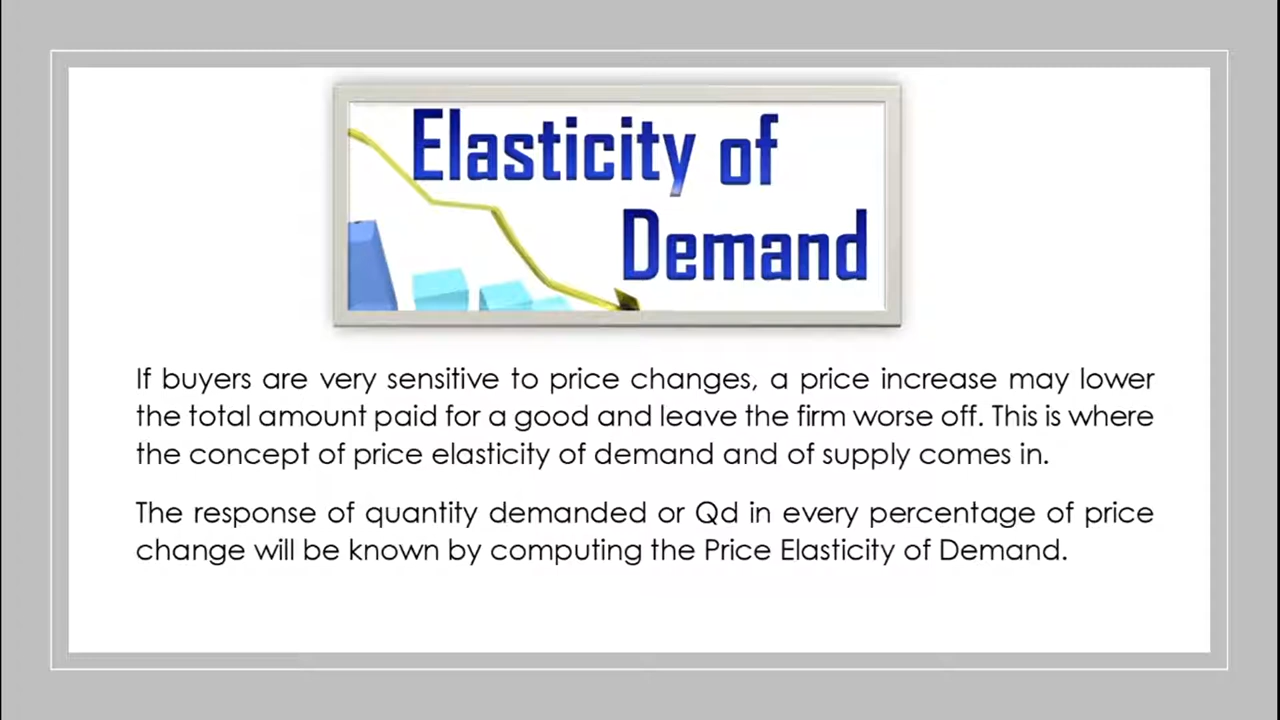 Elasticity of
Demand
If buyers are very sensitive to price changes, a price increase may lower
the total amount paid for a good and leave the firm worse off. This is where
the concept of price elasticity of demand and of supply comes in.
The response of quantity demanded or Qd in every percentage of price
change will be known by computing the Price Elasticity of Demand.